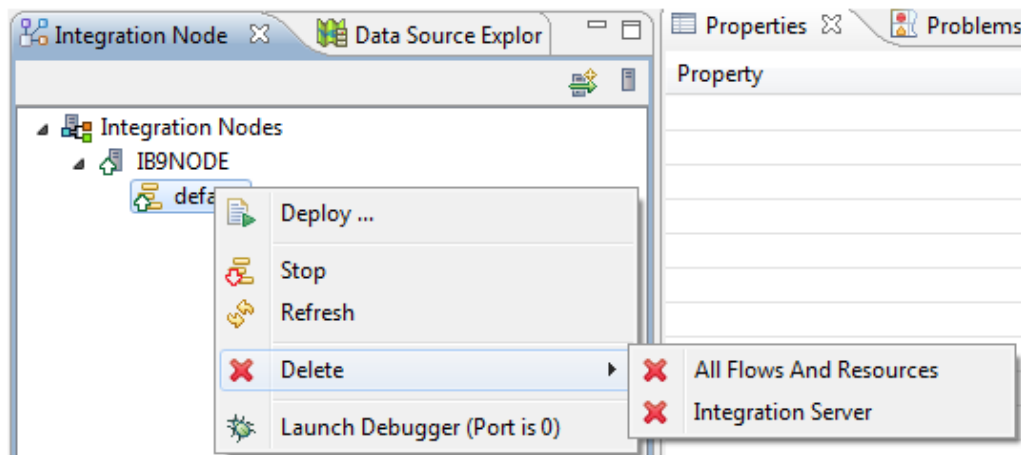 Integration Node
Data Source Explor
Properties
Problems
Property
Integration Nodes
IB9NODE
defa
Deploy ...
Stop
Refresh
Delete
All Flows And Resources
Integration Server
Launch Debugger (Port is 0)